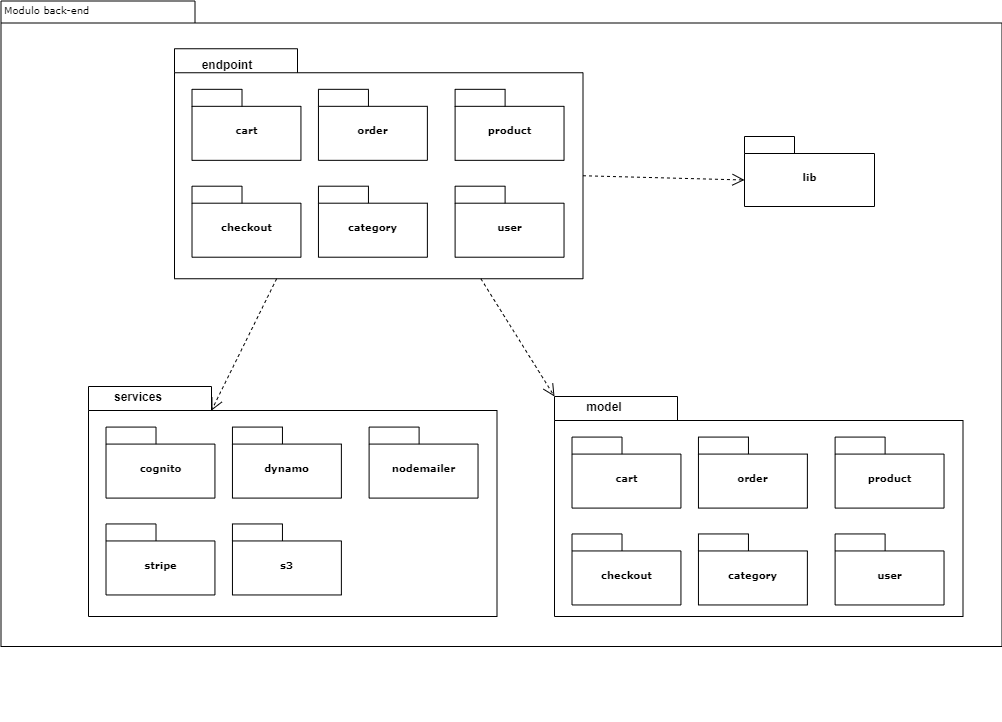 Modulo back-end
endpoint
cart
order
product
checkout
category
user
lib
services
cognito
dynamo
nodemailer
stripe
s3
model
cart
order
product
checkout
category
user